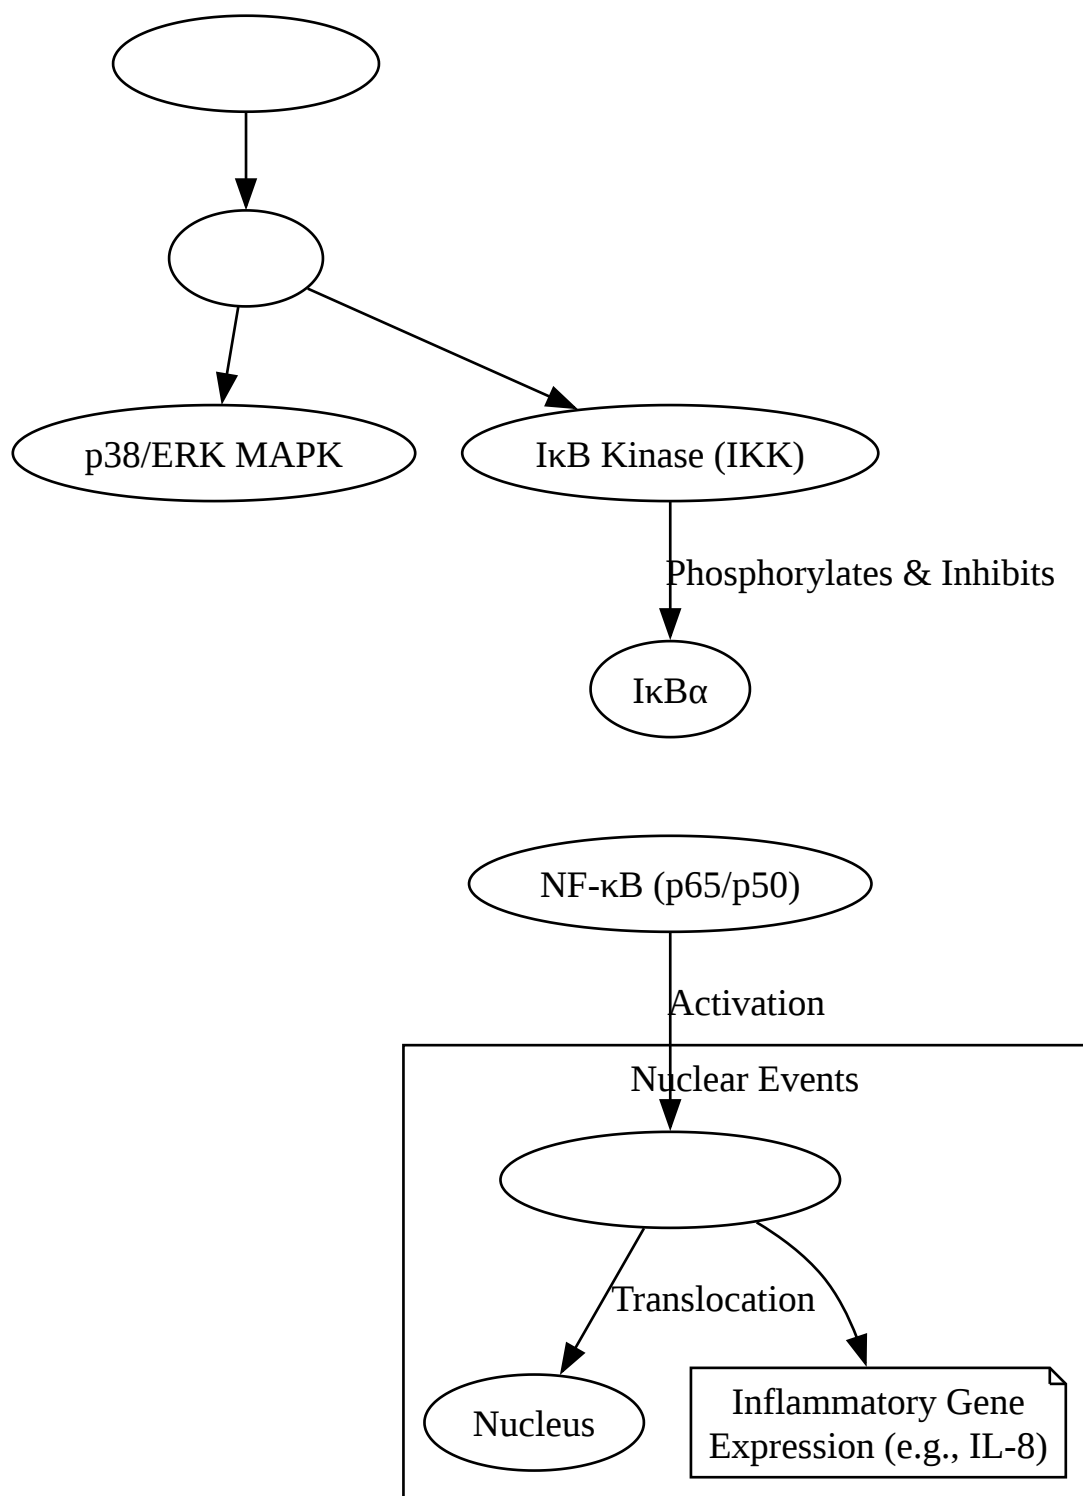 p38/ERK MAPK
IκB Kinase (IKK)
Phosphorylates & Inhibits
IκBα
NF-κB (p65/p50)
Activation
Nuclear Events
Translocation
Nucleus
Inflammatory Gene
Expression (e.g., IL-8)